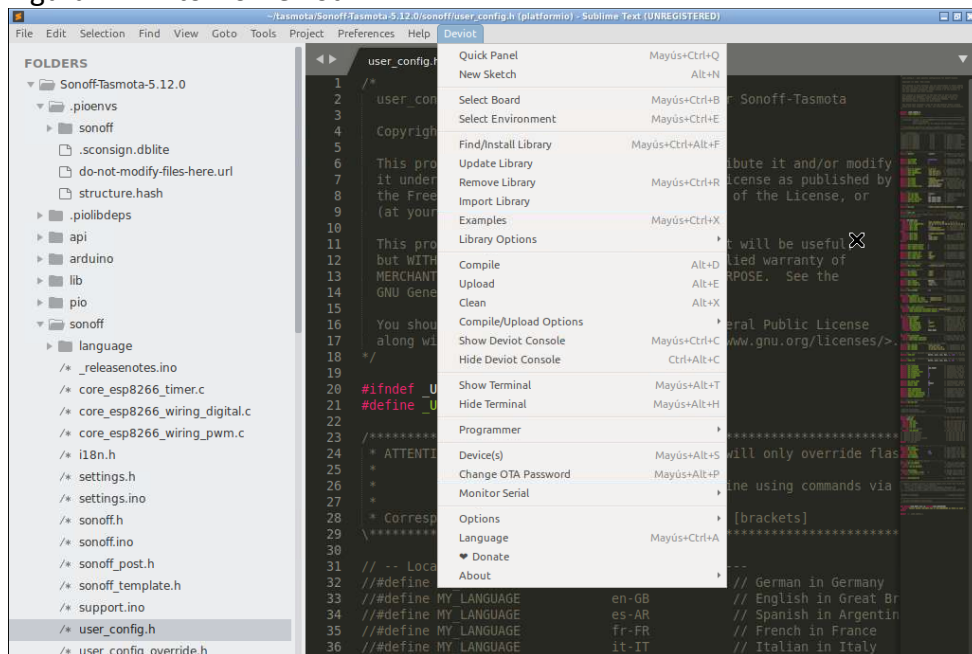 ~/tasmota/Sonoff-Tasmota-5.12.0/sonoff/user_config.h (platformio) - Sublime Text (UNREGISTERED)
File Edit Selection Find View Goto Tools Project Preferences Help Deviot
FOLDERS
Sonoff-Tasmota-5.12.0
.pioenvs
sonoff
.sconsign.dblite
do-not-modify-files-here.url
structure.hash
.piolibdeps
api
arduino
lib
pio
sonoff
language
/* _releasenotes.ino
/* core_esp8266_timer.c
/* core_esp8266_wiring_digital.c
/* core_esp8266_wiring_pwm.c
/* i18n.h
/* settings.h
/* settings.ino
/* sonoff.h
/* sonoff.ino
/* sonoff_post.h
/* sonoff_template.h
/* support.ino
/* user_config.h
/* user_config_override.h
user_config.h
Quick Panel Mayús+Ctrl+Q
New Sketch Alt+N
Select Board Mayús+Ctrl+B
Select Environment Mayús+Ctrl+E
Find/Install Library Mayús+Ctrl+Alt+F
Update Library
Remove Library Mayús+Ctrl+R
Import Library
Examples Mayús+Ctrl+X
Library Options
Compile Alt+D
Upload Alt+E
Clean Alt+X
Compile/Upload Options
Show Deviot Console Mayús+Ctrl+C
Hide Deviot Console Ctrl+Alt+C
Show Terminal Mayús+Alt+T
Hide Terminal Mayús+Alt+H
Programmer
Device(s) Mayús+Alt+S
Change OTA Password Mayús+Alt+P
Monitor Serial
Options
Language Mayús+Ctrl+A
❤ Donate
About
1 /*
2 user_con r Sonoff-Tasmota
3
4 Copyrigh
5
6 This pro ibute it and/or modify
7 it under icense as published by
8 the Free of the License, or
9 (at your
10
11 This pro t will be useful,
12 but WITH lied warranty of
13 MERCHANT RPOSE. See the
14 GNU Gene
15
16 You shou eral Public License
17 along wi www.gnu.org/licenses/>.
18 */
19
20 #ifndef _U
21 #define _U
22
23 /*********** **********************
24 * ATTENTI will only override flas
25 *
26 * ine using commands via
27 *
28 * Corresp [brackets]
29 \*********** **********************
30
31 // -- Loca ---
32 //#define // German in Germany
33 //#define MY_LANGUAGE en-GB // English in Great Br
34 //#define MY_LANGUAGE es-AR // Spanish in Argentin
35 //#define MY_LANGUAGE fr-FR // French in France
36 //#define MY_LANGUAGE it-IT // Italian in Italy